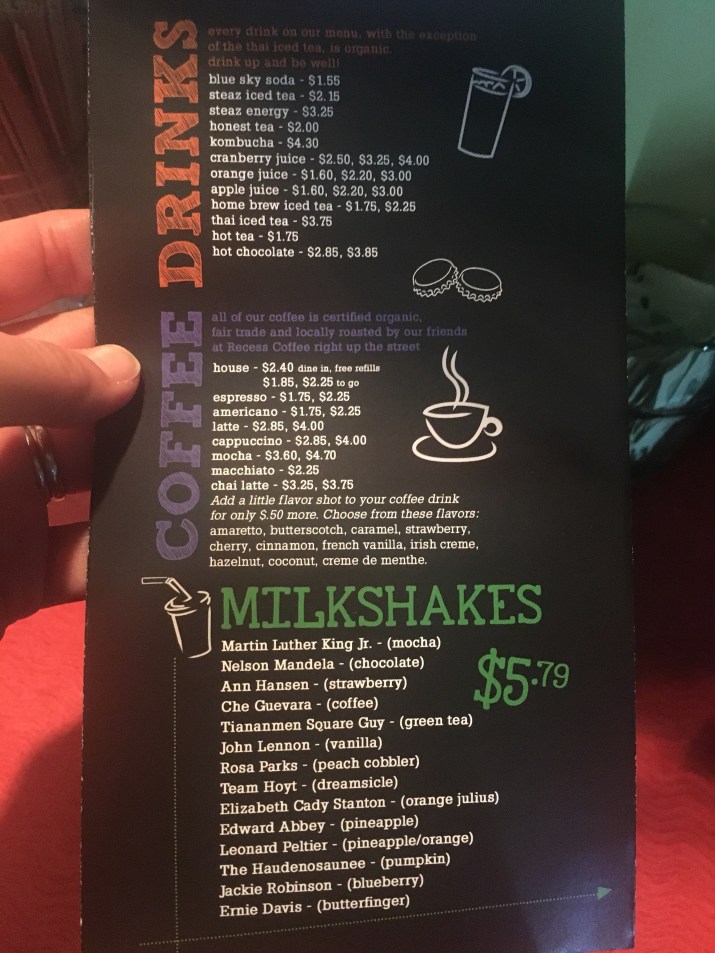 DRINKS
every drink on our menu, with the exception
of the thai iced tea, is organic.
drink up and be well!
blue sky soda - $1.55
steaz iced tea - $2.15
steaz energy - $3.25
honest tea - $2.00
kombucha - $4.30
cranberry juice - $2.50, $3.25, $4.00
orange juice - $1.60, $2.20, $3.00
apple juice - $1.60, $2.20, $3.00
home brew iced tea - $1.75, $2.25
thai iced tea - $3.75
hot tea - $1.75
hot chocolate - $2.85, $3.85
COFFEE
all of our coffee is certified organic,
fair trade and locally roasted by our friends
at Recess Coffee right up the street
house - $2.40 dine in, free refills
$1.85, $2.25 to go
espresso - $1.75, $2.25
americano - $1.75, $2.25
latte - $2.85, $4.00
cappuccino - $2.85, $4.00
mocha - $3.60, $4.70
macchiato - $2.25
chai latte - $3.25, $3.75
Add a little flavor shot to your coffee drink
for only $.50 more. Choose from these flavors:
amaretto, butterscotch, caramel, strawberry,
cherry, cinnamon, french vanilla, irish creme,
hazelnut, coconut, creme de menthe.
MILKSHAKES
$5.79
Martin Luther King Jr. - (mocha)
Nelson Mandela - (chocolate)
Ann Hansen - (strawberry)
Che Guevara - (coffee)
Tiananmen Square Guy - (green tea)
John Lennon - (vanilla)
Rosa Parks - (peach cobbler)
Team Hoyt - (dreamsicle)
Elizabeth Cady Stanton - (orange julius)
Edward Abbey - (pineapple)
Leonard Peltier - (pineapple/orange)
The Haudenosaunee - (pumpkin)
Jackie Robinson - (blueberry)
Ernie Davis - (butterfinger)